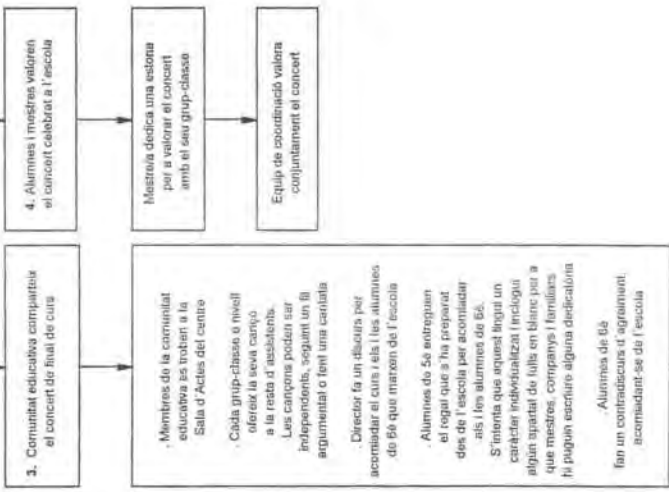 3. Comunitat educativa comparteix
el concert de final de curs
. Membres de la comunitat
educativa es troben a la
Sala d'Actes del centre
. Cada grup-classe o nivell
ofereix la seva cançó
a la resta d'assistents.
Les cançons poden ser
independents, seguint un fil
argumental o fent una cantata
. Director fa un discurs per
acomiadar el curs i els i les alumnes
de 6è que marxen de l'escola
. Alumnes de 5è entreguen
el regal que s'ha preparat
des de l'escola per acomiadar
als i les alumnes de 6è.
S'intenta que aquest tingui un
caràcter individualitzat i inclogui
algun apartat de fulls en blanc per a
que mestres, companys i familiars
hi puguin escriure alguna dedicatòria
. Alumnes de 6è
fan un contradiscurs d'agraïment,
acomiadant-se de l'escola
4. Alumnes i mestres valoren
el concert celebrat a l'escola
Mestre/a dedica una estona
per a valorar el concert
amb el seu grup-classe
Equip de coordinació valora
conjuntament el concert